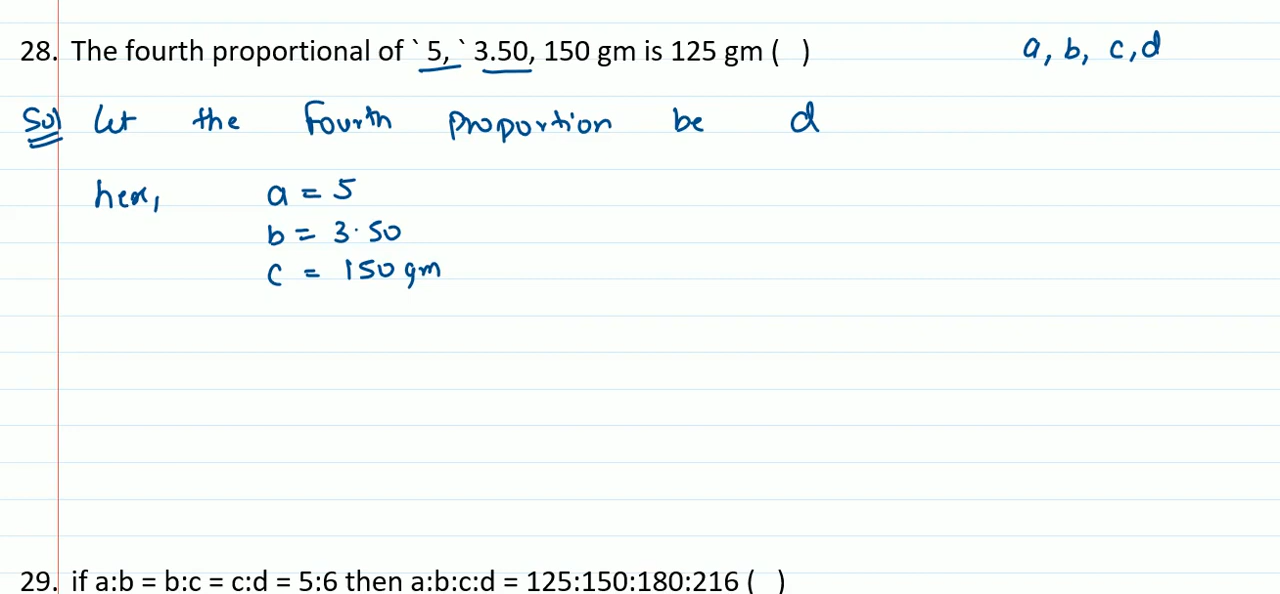 28. The fourth proportional of ` 5, ` 3.50, 150 gm is 125 gm ( )
a, b, c, d
Sol Let the Fourth proportion be d
here,
a = 5
b = 3.50
c = 150 gm
29. if a:b = b:c = c:d = 5:6 then a:b:c:d = 125:150:180:216 ( )